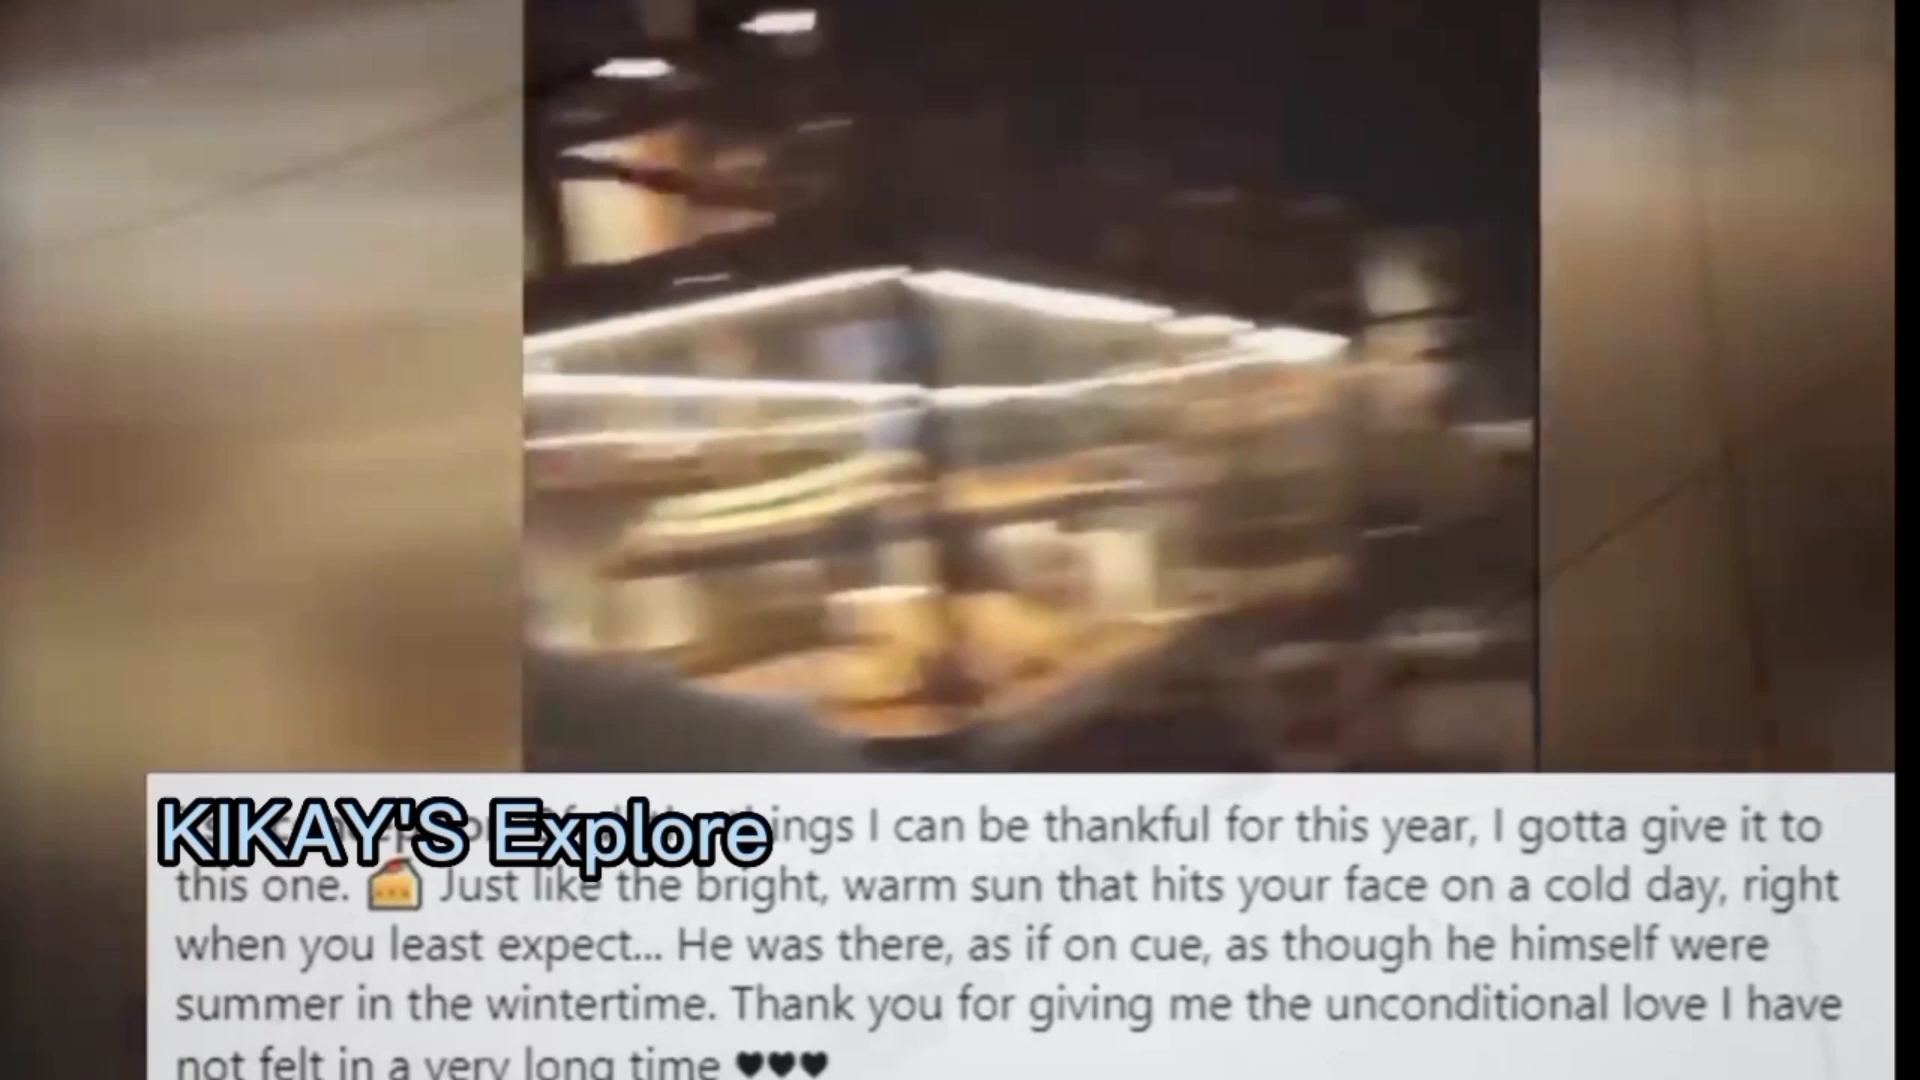 KIKAY'S Explore
things I can be thankful for this year, I gotta give it to
this one. 🍰 Just like the bright, warm sun that hits your face on a cold day, right
when you least expect... He was there, as if on cue, as though he himself were
summer in the wintertime. Thank you for giving me the unconditional love I have
not felt in a very long time ♥♥♥